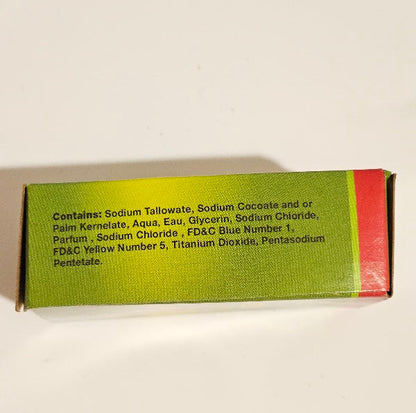 Contains: Sodium Tallowate, Sodium Cocoate and or
Palm Kernelate, Aqua, Eau, Glycerin, Sodium Chloride,
Parfum , Sodium Chloride , FD&C Blue Number 1,
FD&C Yellow Number 5, Titanium Dioxide, Pentasodium
Pentetate.